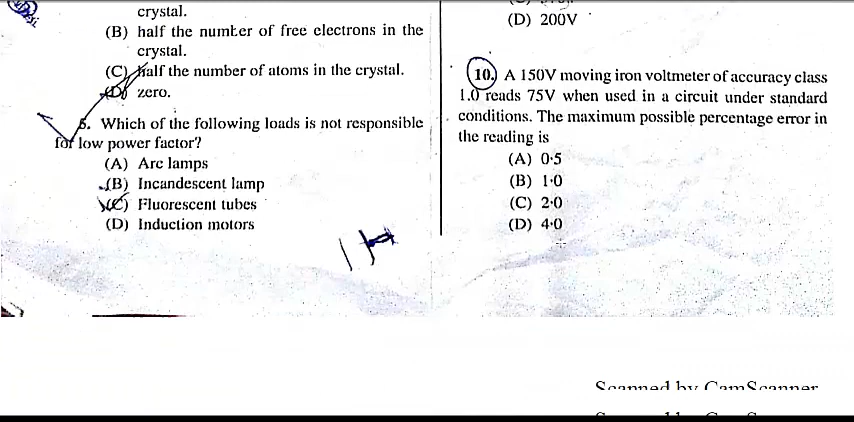 crystal.
(B) half the number of free electrons in the
crystal.
(C) half the number of atoms in the crystal.
(D) zero.
6. Which of the following loads is not responsible
for low power factor?
(A) Arc lamps
(B) Incandescent lamp
(C) Fluorescent tubes
(D) Induction motors
(D) 200V
10. A 150V moving iron voltmeter of accuracy class
1.0 reads 75V when used in a circuit under standard
conditions. The maximum possible percentage error in
the reading is
(A) 0·5
(B) 1·0
(C) 2·0
(D) 4·0
Scanned by CamScanner